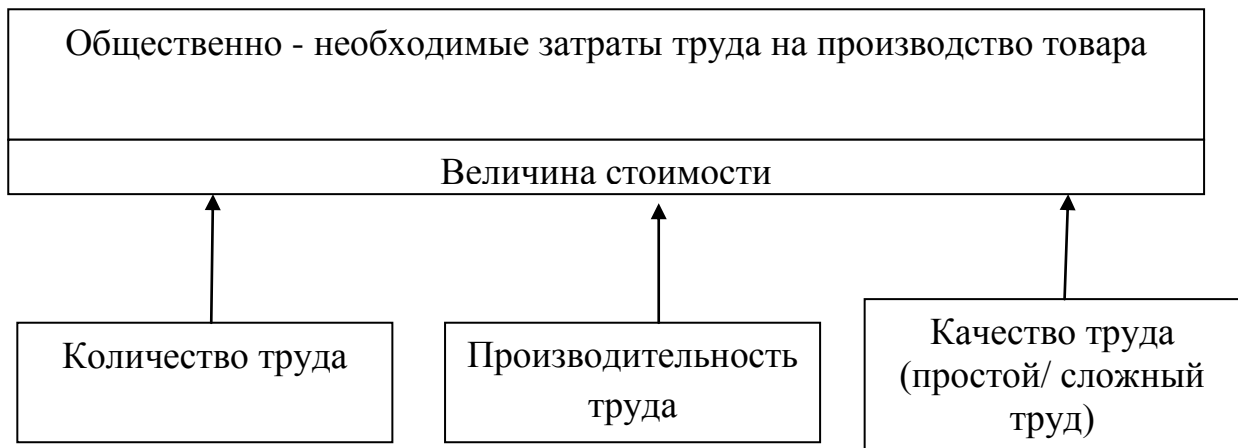 Общественно - необходимые затраты труда на производство товара
Величина стоимости
Количество труда
Производительность
труда
Качество труда
(простой/ сложный
труд)